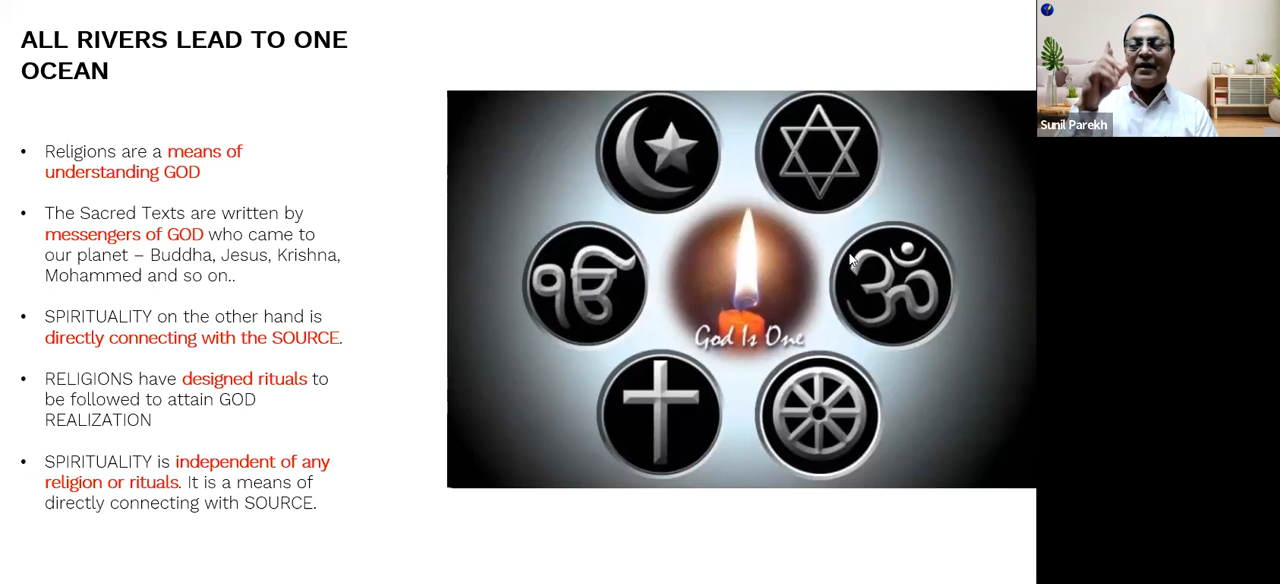 ALL RIVERS LEAD TO ONE
OCEAN
• Religions are a means of
understanding GOD
• The Sacred Texts are written by
messengers of GOD who came to
our planet – Buddha, Jesus, Krishna,
Mohammed and so on..
• SPIRITUALITY on the other hand is
directly connecting with the SOURCE.
• RELIGIONS have designed rituals to
be followed to attain GOD
REALIZATION
• SPIRITUALITY is independent of any
religion or rituals. It is a means of
directly connecting with SOURCE.
ੴ
ॐ
God Is One
Sunil Parekh